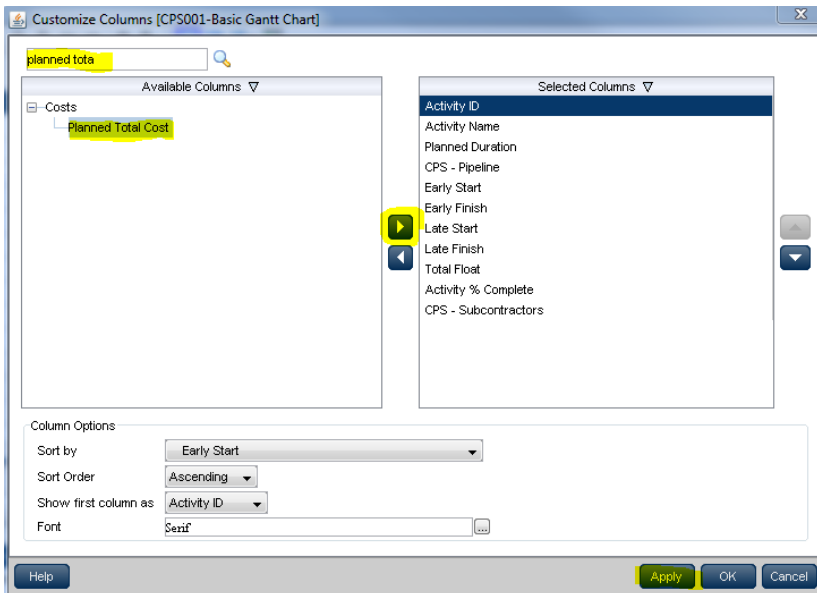 Customize Columns [CPS001-Basic Gantt Chart]
planned tota
Available Columns
Costs
Planned Total Cost
Selected Columns
Activity ID
Activity Name
Planned Duration
CPS - Pipeline
Early Start
Early Finish
Late Start
Late Finish
Total Float
Activity % Complete
CPS - Subcontractors
Column Options
Sort by Early Start
Sort Order Ascending
Show first column as Activity ID
Font Serif ...
Help Apply OK Cancel